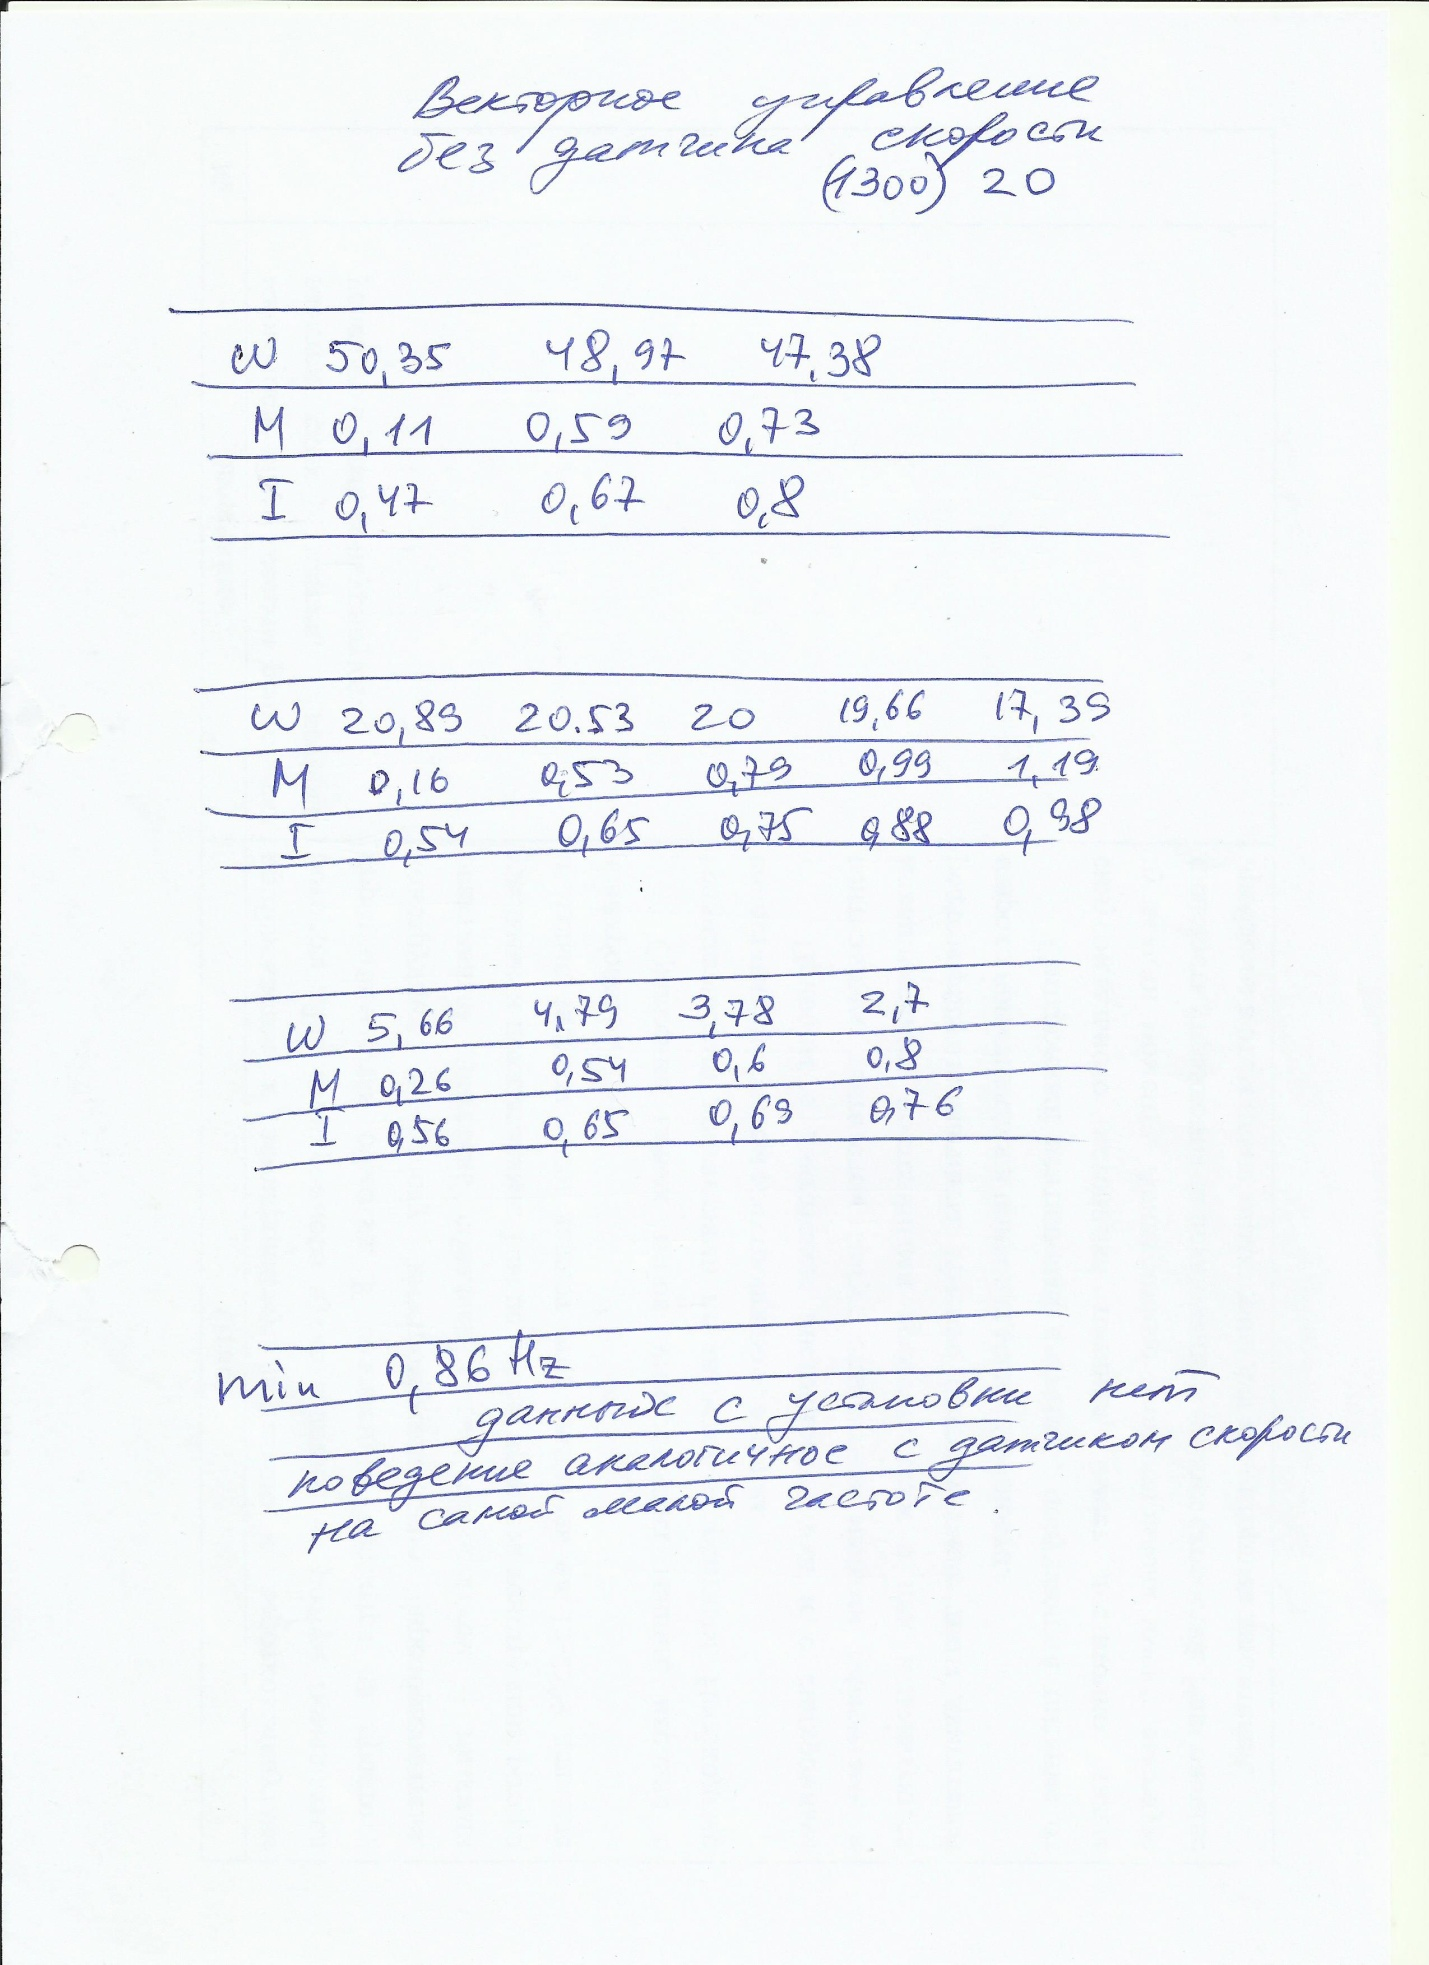 Векторное управление
без датчика скорости
(1300) 20
ω 50,35 48,97 47,38
M 0,11 0,59 0,73
I 0,47 0,67 0,8
ω 20,89 20.53 20 19,66 17,39
M 0,16 0,53 0,79 0,99 1,19
I 0,54 0,65 0,75 0,88 0,98
ω 5,66 4,79 3,78 2,7
M 0,26 0,54 0,6 0,8
I 0,56 0,65 0,69 0,76
min 0,86 Hz
данных с установки нет
поведение аналогичное с датчиком скорости
на самой малой частоте.